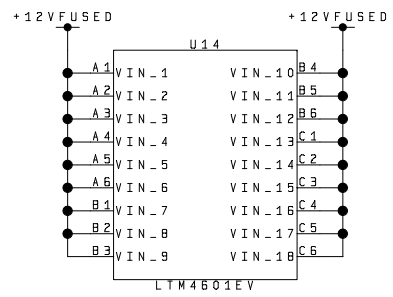 +12VFUSED +12VFUSED
U14
A1 VIN_1 VIN_10 B4
A2 VIN_2 VIN_11 B5
A3 VIN_3 VIN_12 B6
A4 VIN_4 VIN_13 C1
A5 VIN_5 VIN_14 C2
A6 VIN_6 VIN_15 C3
B1 VIN_7 VIN_16 C4
B2 VIN_8 VIN_17 C5
B3 VIN_9 VIN_18 C6
LTM4601EV